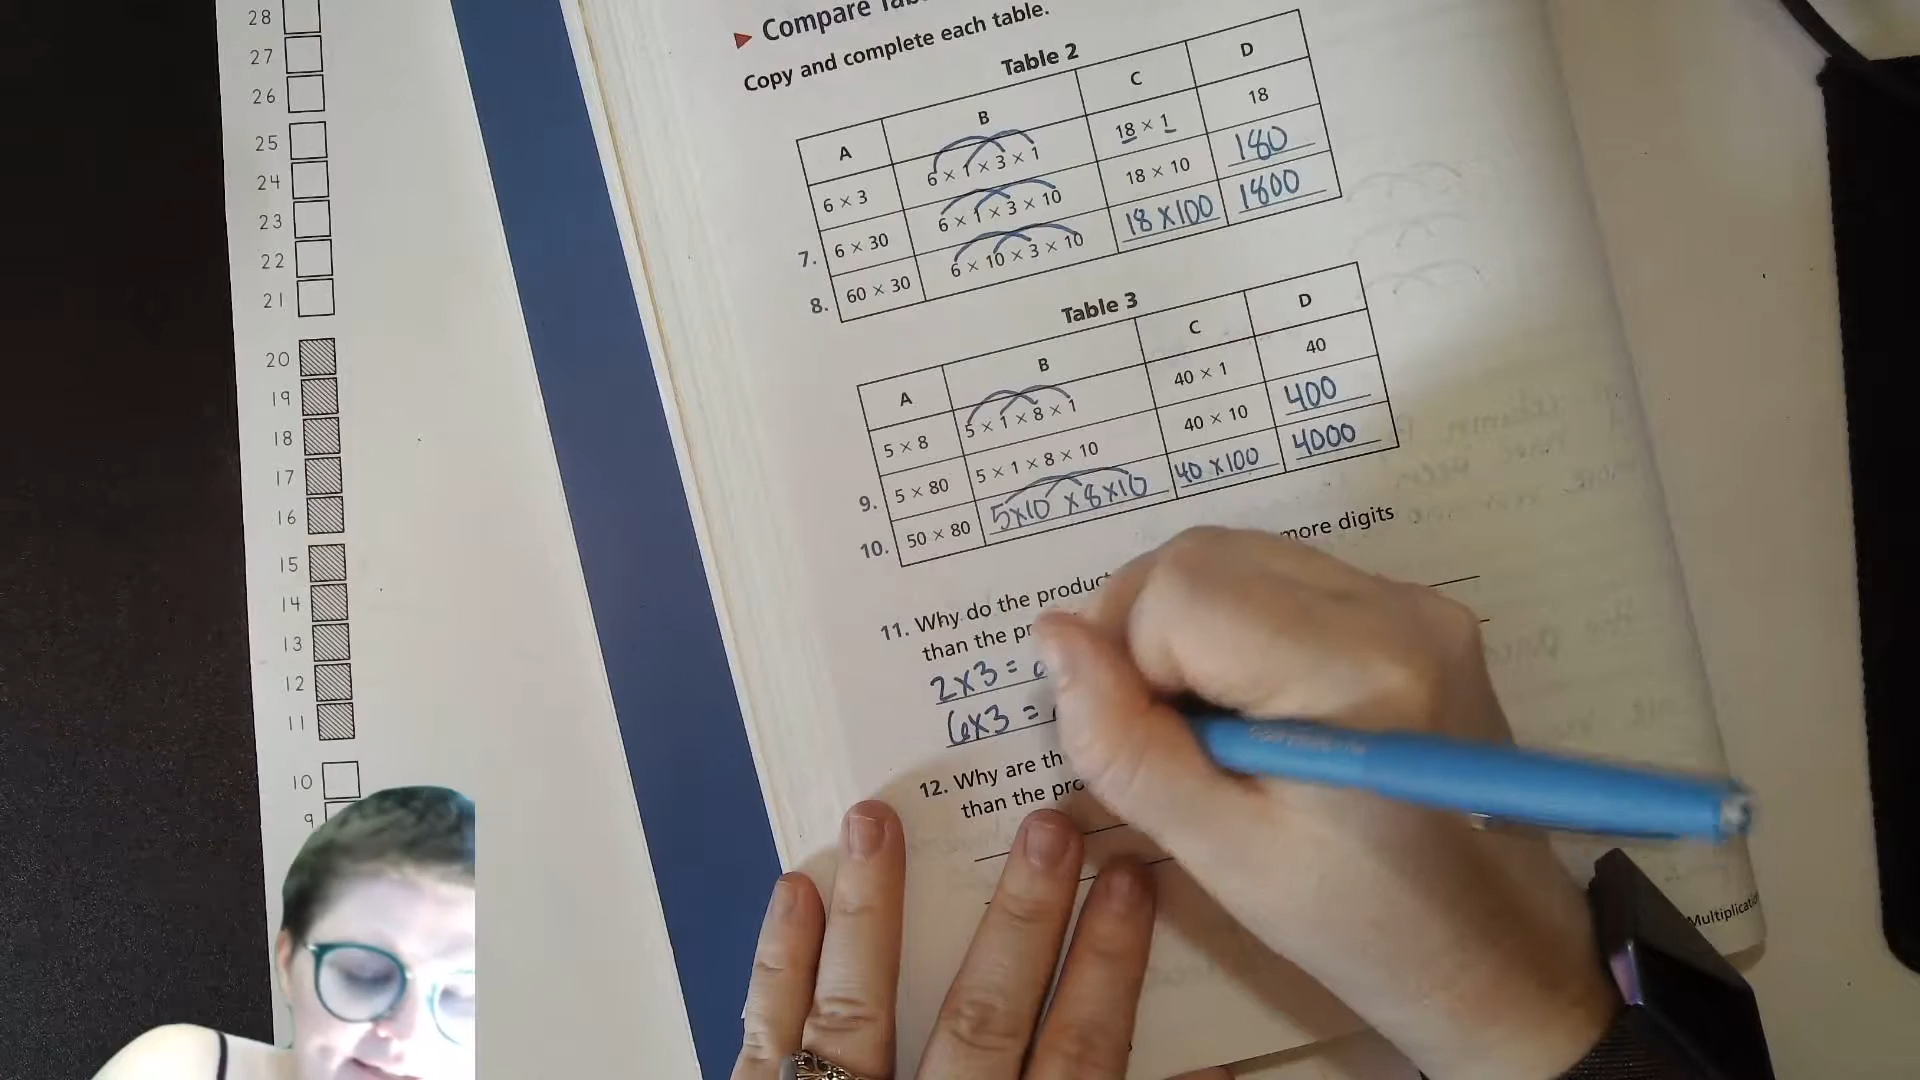 28
27
26
25
24
23
22
21
20
19
18
17
16
15
14
13
12
11
10
9
Compare
Copy and complete each table.
Table 2
A B C D
6 × 3 6 × 1 × 3 × 1 18 × 1 18
7. 6 × 30 6 × 1 × 3 × 10 18 × 10 180
8. 60 × 30 6 × 10 × 3 × 10 18 x 100 1800
Table 3
A B C D
5 × 8 5 × 1 × 8 × 1 40 × 1 40
9. 5 × 80 5 × 1 × 8 × 10 40 × 10 400
10. 50 × 80 5x10 x 8x10 40 x 100 4000
11. Why do the more digits
than the
2x3 =
6x3 =
12. Why are
than the
Multiplication